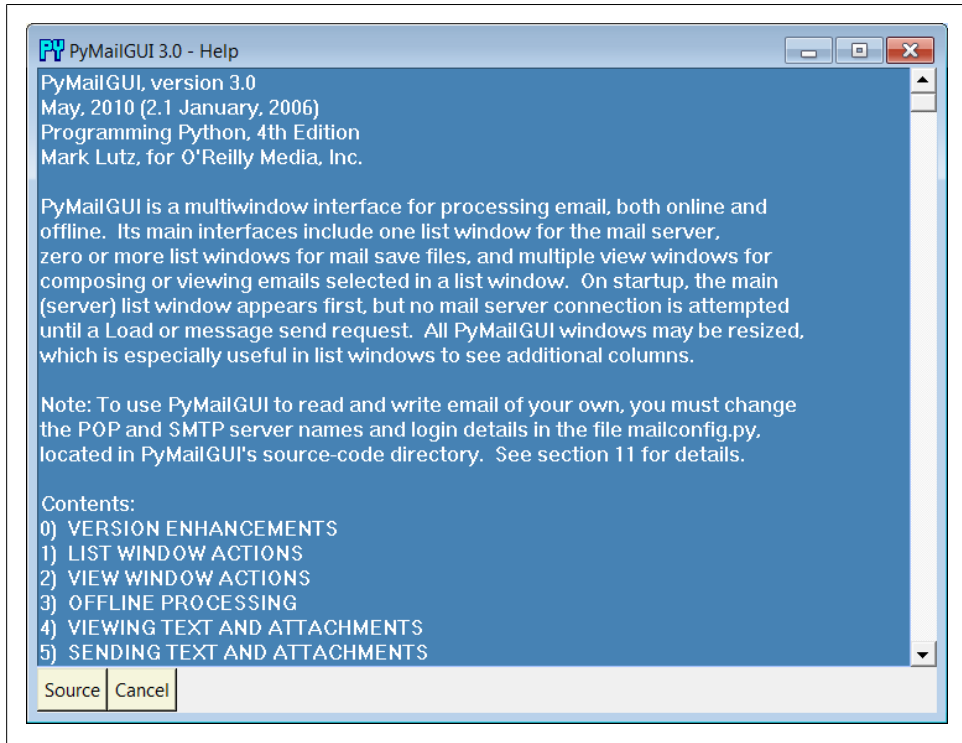 PY PyMailGUI 3.0 - Help
PyMailGUI, version 3.0
May, 2010 (2.1 January, 2006)
Programming Python, 4th Edition
Mark Lutz, for O'Reilly Media, Inc.
PyMailGUI is a multiwindow interface for processing email, both online and
offline.  Its main interfaces include one list window for the mail server,
zero or more list windows for mail save files, and multiple view windows for
composing or viewing emails selected in a list window.  On startup, the main
(server) list window appears first, but no mail server connection is attempted
until a Load or message send request.  All PyMailGUI windows may be resized,
which is especially useful in list windows to see additional columns.
Note: To use PyMailGUI to read and write email of your own, you must change
the POP and SMTP server names and login details in the file mailconfig.py,
located in PyMailGUI's source-code directory.  See section 11 for details.
Contents:
0)  VERSION ENHANCEMENTS
1)  LIST WINDOW ACTIONS
2)  VIEW WINDOW ACTIONS
3)  OFFLINE PROCESSING
4)  VIEWING TEXT AND ATTACHMENTS
5)  SENDING TEXT AND ATTACHMENTS
Source Cancel